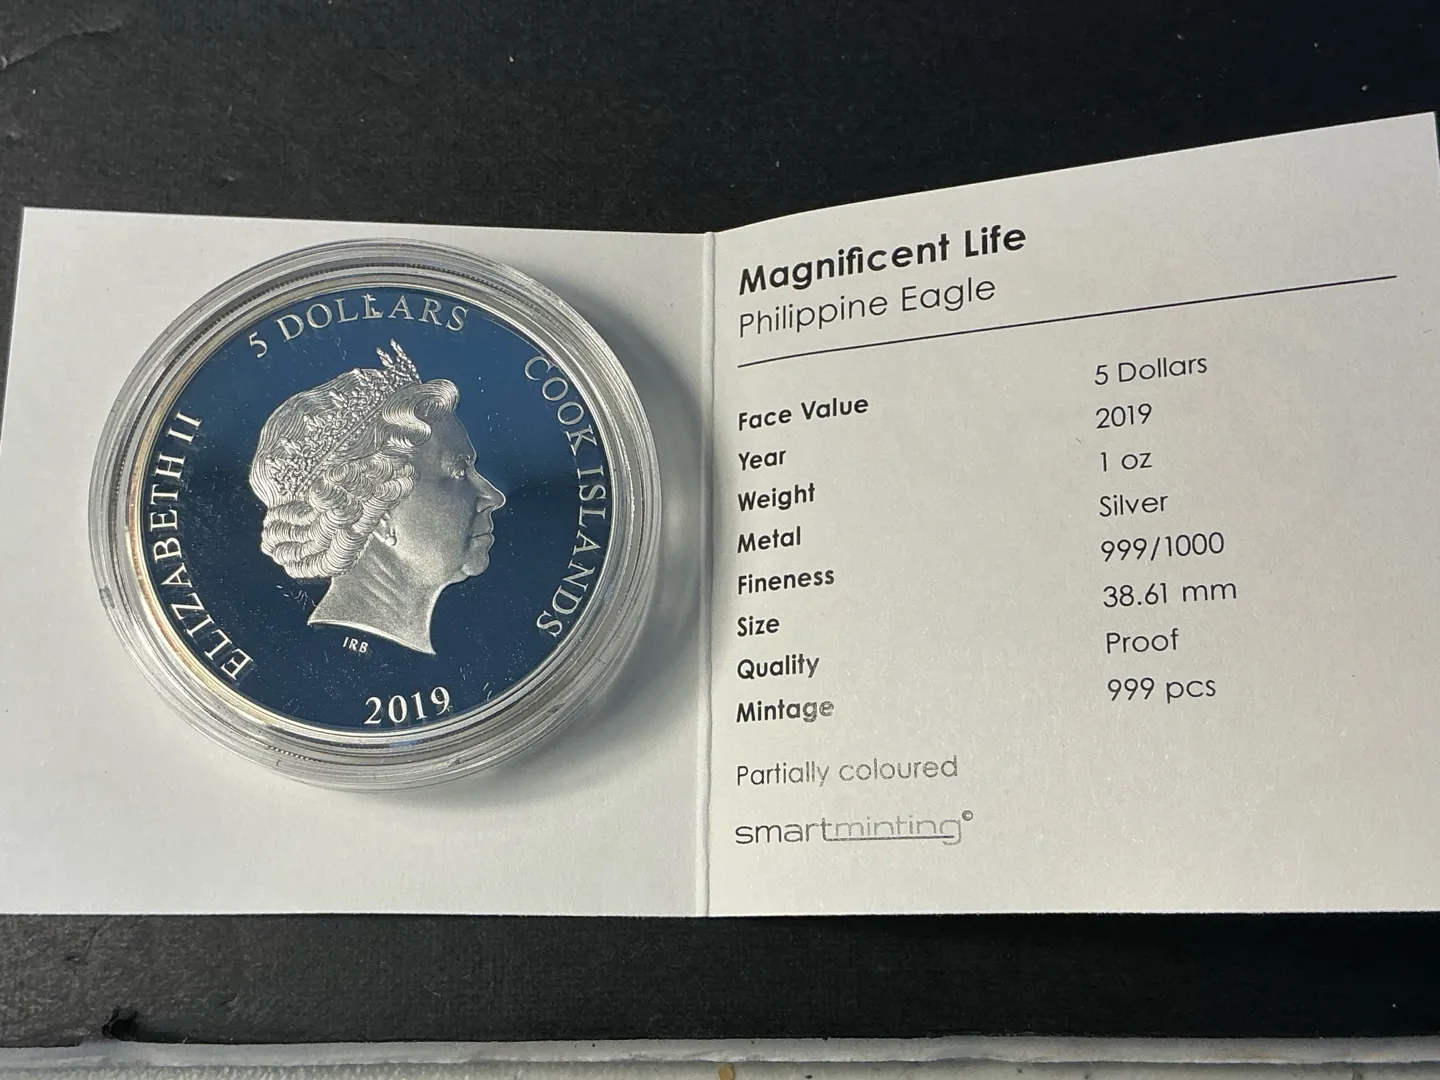 ELIZABETH II
5 DOLLARS
COOK ISLANDS
IRB
2019
Magnificent Life
Philippine Eagle
Face Value 5 Dollars
Year 2019
Weight 1 oz
Metal Silver
Fineness 999/1000
Size 38.61 mm
Quality Proof
Mintage 999 pcs
Partially coloured
smartminting©